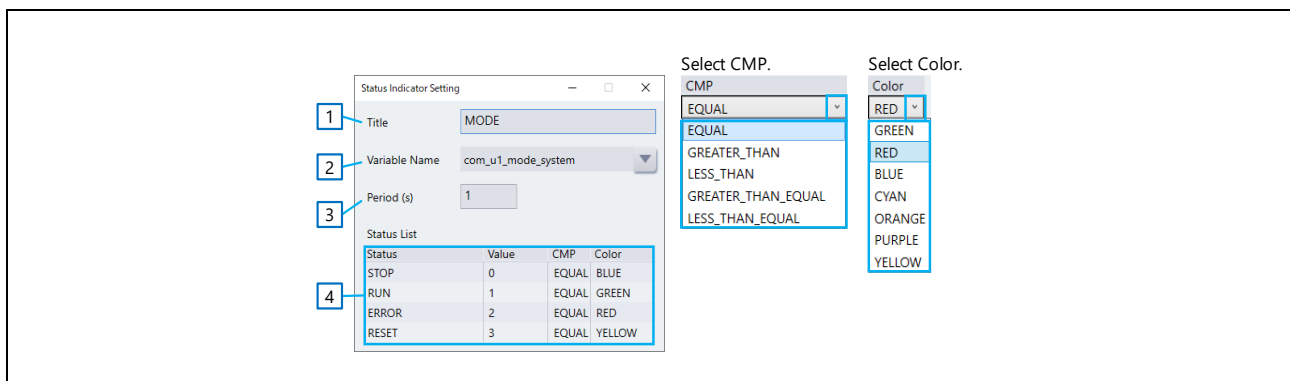 Select CMP.
Select Color.
Status Indicator Setting
1
Title
MODE
2
Variable Name
com_u1_mode_system
3
Period (s)
1
Status List
4
Status Value CMP Color
STOP 0 EQUAL BLUE
RUN 1 EQUAL GREEN
ERROR 2 EQUAL RED
RESET 3 EQUAL YELLOW
CMP
EQUAL
EQUAL
GREATER_THAN
LESS_THAN
GREATER_THAN_EQUAL
LESS_THAN_EQUAL
Color
RED
GREEN
RED
BLUE
CYAN
ORANGE
PURPLE
YELLOW